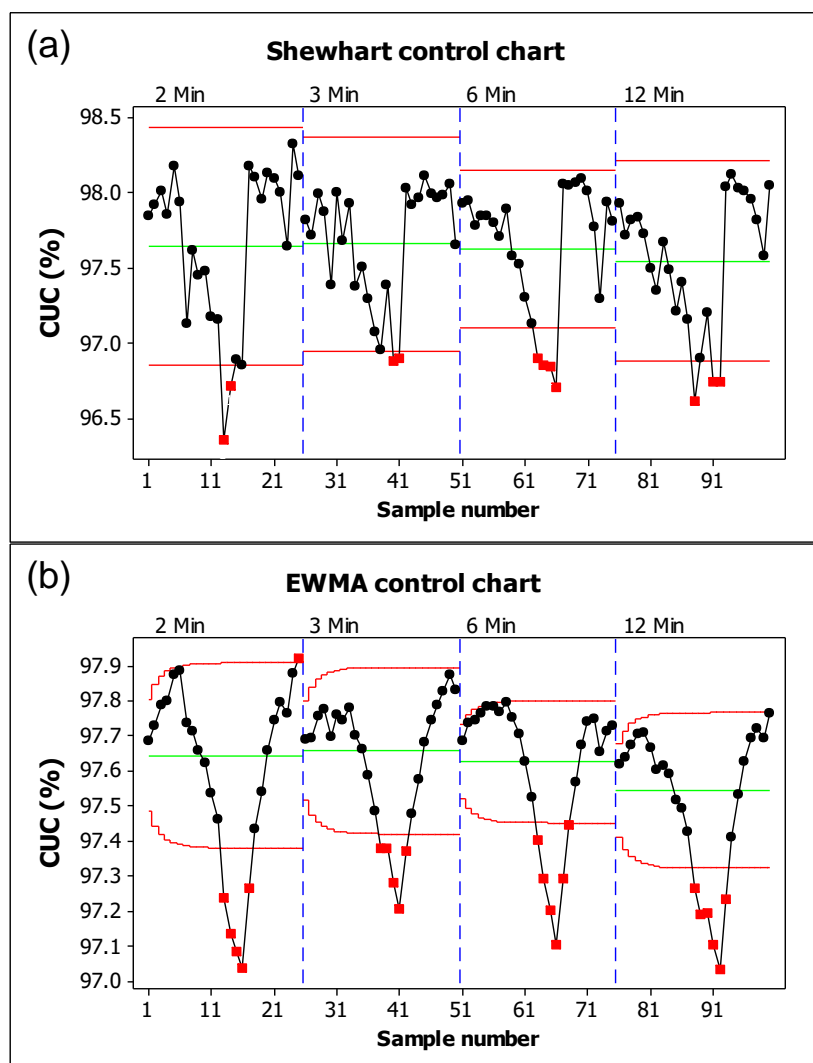 (a)
Shewhart control chart
2 Min 3 Min 6 Min 12 Min
98.5
98.0
97.5
97.0
96.5
CUC (%)
1 11 21 31 41 51 61 71 81 91
Sample number
(b)
EWMA control chart
2 Min 3 Min 6 Min 12 Min
97.9
97.8
97.7
97.6
97.5
97.4
97.3
97.2
97.1
97.0
CUC (%)
1 11 21 31 41 51 61 71 81 91
Sample number